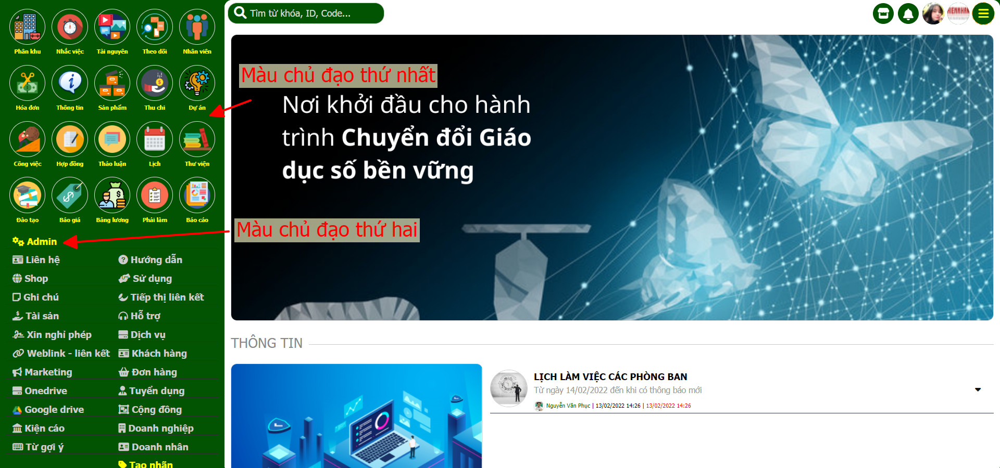 Tìm từ khóa, ID, Code...
HIENNHAN
Phân khu
Nhắc việc
Tài nguyên
Theo dõi
Nhân viên
Hóa đơn
Thông tin
Sản phẩm
Thu chi
Dự án
Công việc
Hợp đồng
Thảo luận
Lịch
Thư viện
Đào tạo
Báo giá
Bảng lương
Phải làm
Báo cáo
Admin
Liên hệ
Hướng dẫn
Shop
Sử dụng
Ghi chú
Tiếp thị liên kết
Tài sản
Hỗ trợ
Xin nghỉ phép
Dịch vụ
Weblink - liên kết
Khách hàng
Marketing
Đơn hàng
Onedrive
Tuyển dụng
Google drive
Cộng đồng
Kiện cáo
Doanh nghiệp
Từ gợi ý
Doanh nhân
Tạo nhãn
Màu chủ đạo thứ nhất
Nơi khởi đầu cho hành
trình Chuyển đổi Giáo
dục số bền vững
Màu chủ đạo thứ hai
THÔNG TIN
LỊCH LÀM VIỆC CÁC PHÒNG BAN
Từ ngày 14/02/2022 đến khi có thông báo mới
Nguyễn Văn Phục | 13/02/2022 14:26 | 13/02/2022 14:26